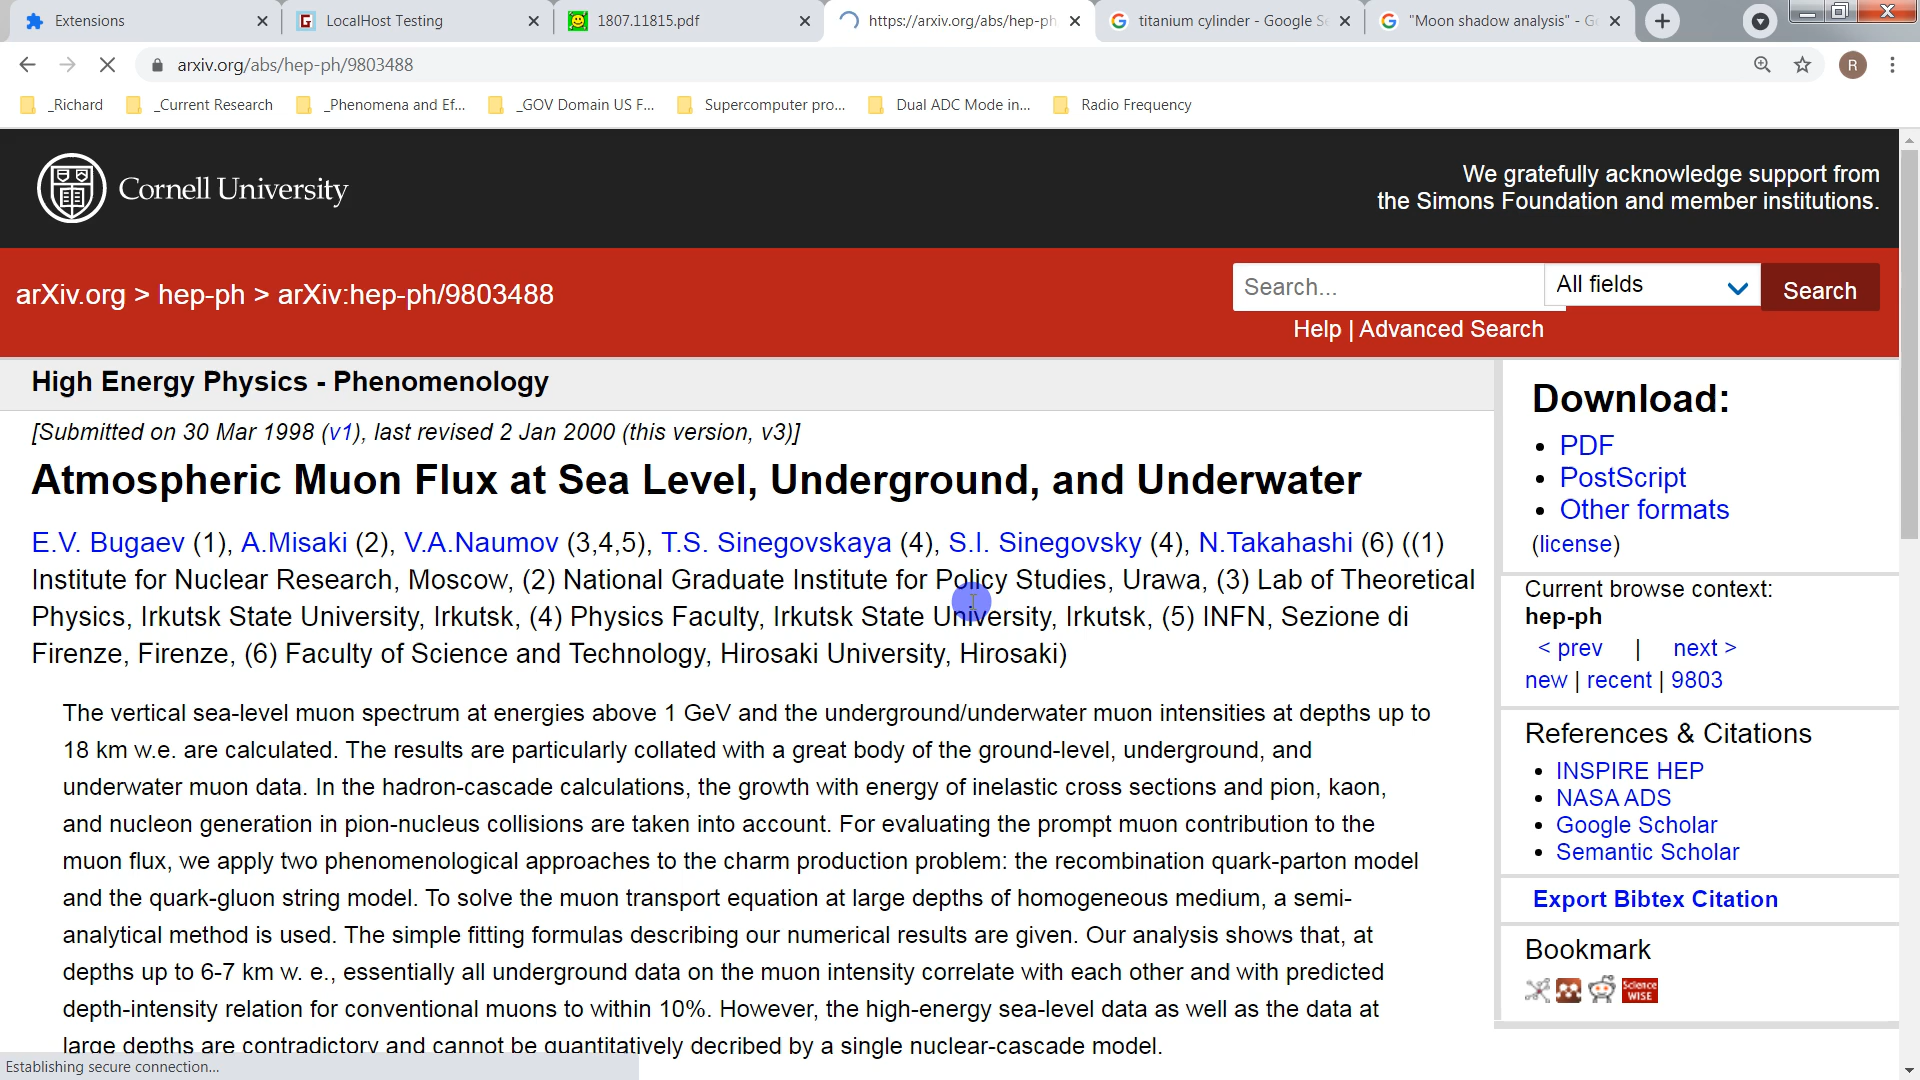 Extensions
LocalHost Testing
1807.11815.pdf
https://arxiv.org/abs/hep-ph
titanium cylinder - Google Se
"Moon shadow analysis" - G
arxiv.org/abs/hep-ph/9803488
R
_Richard
_Current Research
_Phenomena and Ef...
_GOV Domain US F...
Supercomputer pro...
Dual ADC Mode in...
Radio Frequency
Cornell University
We gratefully acknowledge support from
the Simons Foundation and member institutions.
arXiv.org > hep-ph > arXiv:hep-ph/9803488
Search...
All fields
Search
Help | Advanced Search
High Energy Physics - Phenomenology
[Submitted on 30 Mar 1998 (v1), last revised 2 Jan 2000 (this version, v3)]
Atmospheric Muon Flux at Sea Level, Underground, and Underwater
E.V. Bugaev (1), A.Misaki (2), V.A.Naumov (3,4,5), T.S. Sinegovskaya (4), S.I. Sinegovsky (4), N.Takahashi (6) ((1)
Institute for Nuclear Research, Moscow, (2) National Graduate Institute for Policy Studies, Urawa, (3) Lab of Theoretical
Physics, Irkutsk State University, Irkutsk, (4) Physics Faculty, Irkutsk State University, Irkutsk, (5) INFN, Sezione di
Firenze, Firenze, (6) Faculty of Science and Technology, Hirosaki University, Hirosaki)
The vertical sea-level muon spectrum at energies above 1 GeV and the underground/underwater muon intensities at depths up to
18 km w.e. are calculated. The results are particularly collated with a great body of the ground-level, underground, and
underwater muon data. In the hadron-cascade calculations, the growth with energy of inelastic cross sections and pion, kaon,
and nucleon generation in pion-nucleus collisions are taken into account. For evaluating the prompt muon contribution to the
muon flux, we apply two phenomenological approaches to the charm production problem: the recombination quark-parton model
and the quark-gluon string model. To solve the muon transport equation at large depths of homogeneous medium, a semi-
analytical method is used. The simple fitting formulas describing our numerical results are given. Our analysis shows that, at
depths up to 6-7 km w. e., essentially all underground data on the muon intensity correlate with each other and with predicted
depth-intensity relation for conventional muons to within 10%. However, the high-energy sea-level data as well as the data at
large depths are contradictory and cannot be quantitatively decribed by a single nuclear-cascade model.
Download:
PDF
PostScript
Other formats
(license)
Current browse context:
hep-ph
< prev | next >
new | recent | 9803
References & Citations
INSPIRE HEP
NASA ADS
Google Scholar
Semantic Scholar
Export Bibtex Citation
Bookmark
Science
WISE
Establishing secure connection...